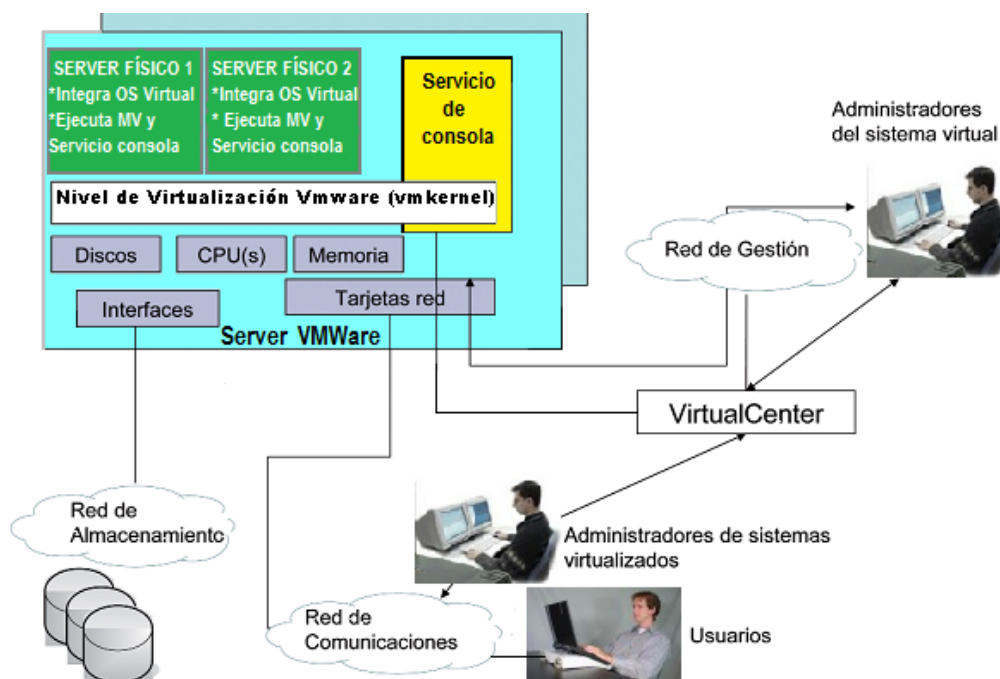 SERVER FÍSICO 1
*Integra OS Virtual
*Ejecuta MV y
Servicio consola
SERVER FÍSICO 2
*Integra OS Virtual
* Ejecuta MV y
Servicio consola
Servicio
de
consola
Nivel de Virtualización Vmware (vmkernel)
Discos
CPU(s)
Memoria
Interfaces
Tarjetas red
Server VMWare
Administradores
del sistema virtual
Red de Gestión
VirtualCenter
Red de
Almacenamiento
Administradores de sistemas
virtualizados
Red de
Comunicaciones
Usuarios